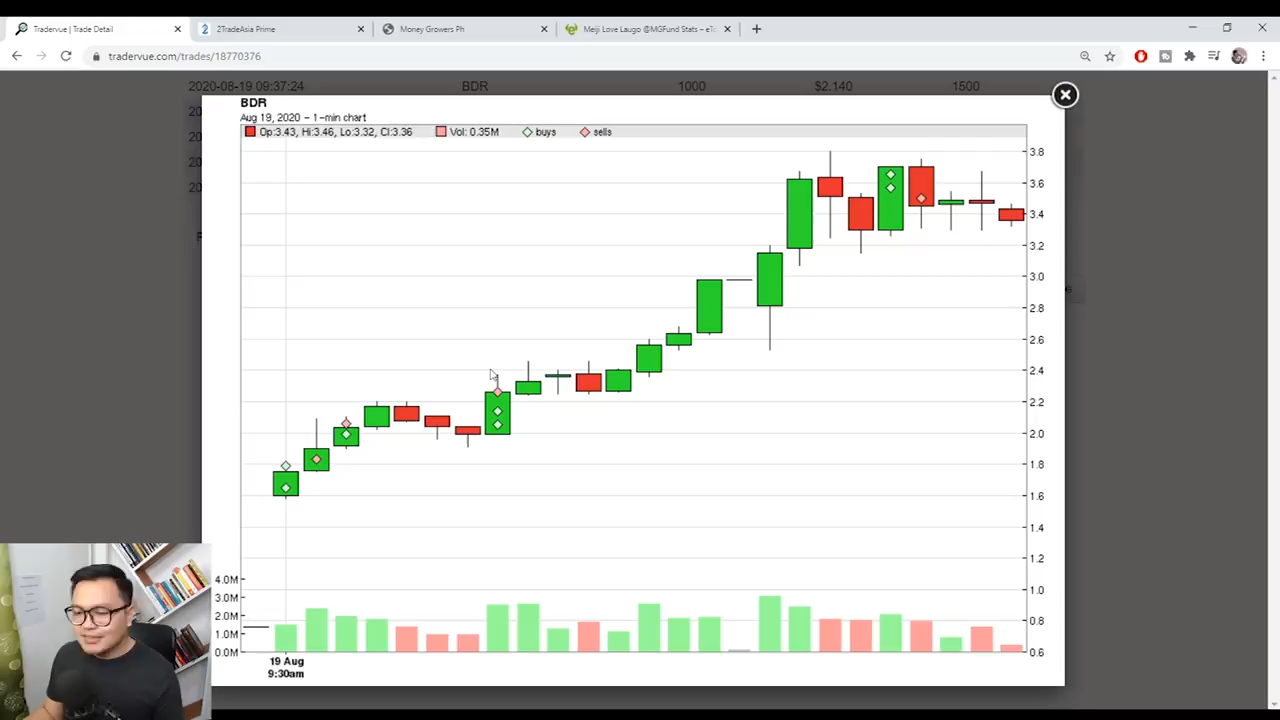 Tradervue | Trade Detail
2TradeAsia Prime
Money Growers Ph
Meiji Love Laugo @MGFund Stats – eTo
tradervue.com/trades/18770376
2020-08-19 09:37:24 BDR 1000 $2.140 1500
BDR
Aug 19, 2020 – 1-min chart
Op:3.43, Hi:3.46, Lo:3.32, Cl:3.36 Vol: 0.35M buys sells
3.8
3.6
3.4
3.2
3.0
2.8
2.6
2.4
2.2
2.0
1.8
1.6
1.4
1.2
1.0
0.8
0.6
4.0M
3.0M
2.0M
1.0M
0.0M
19 Aug
9:30am